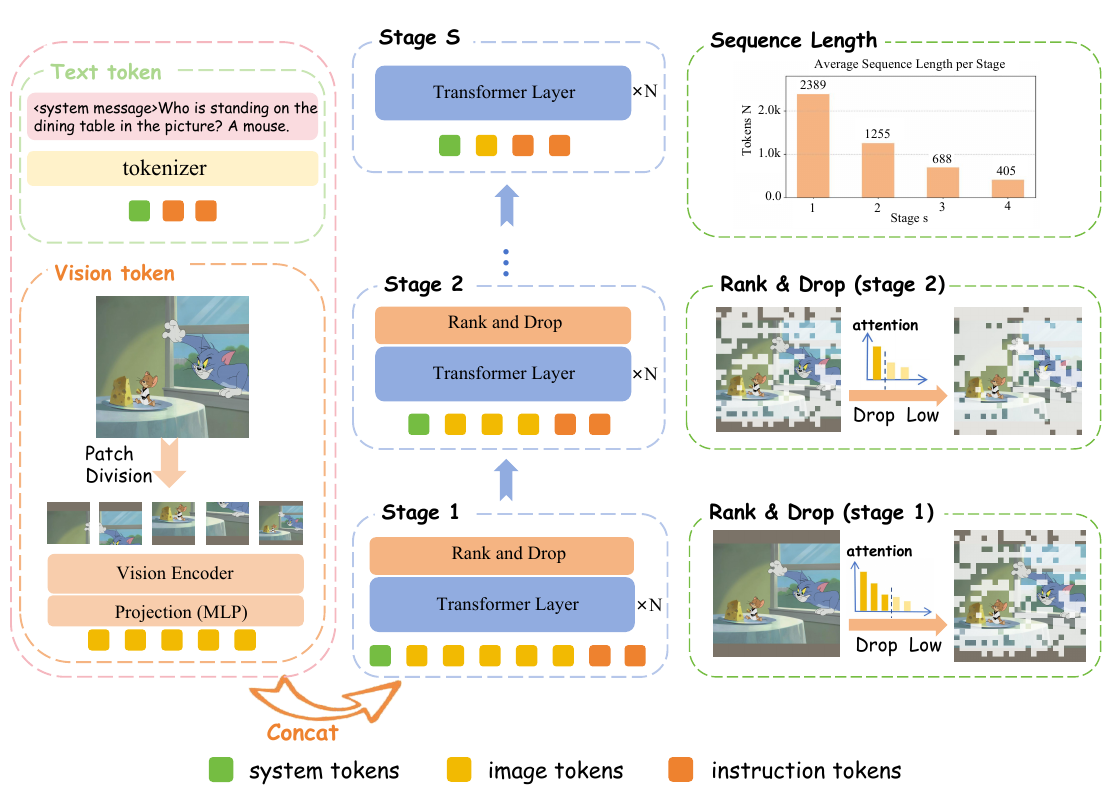 Text token
<system message>Who is standing on the
dining table in the picture? A mouse.
tokenizer
Vision token
Patch
Division
Vision Encoder
Projection (MLP)
Concat
Stage S
Transformer Layer
×N
Stage 2
Rank and Drop
Transformer Layer
×N
Stage 1
Rank and Drop
Transformer Layer
×N
Sequence Length
Average Sequence Length per Stage
Tokens N
2.0k
1.0k
0.0
2389
1255
688
405
1 2 3 4
Stage s
Rank & Drop (stage 2)
attention
Drop Low
Rank & Drop (stage 1)
attention
Drop Low
system tokens
image tokens
instruction tokens